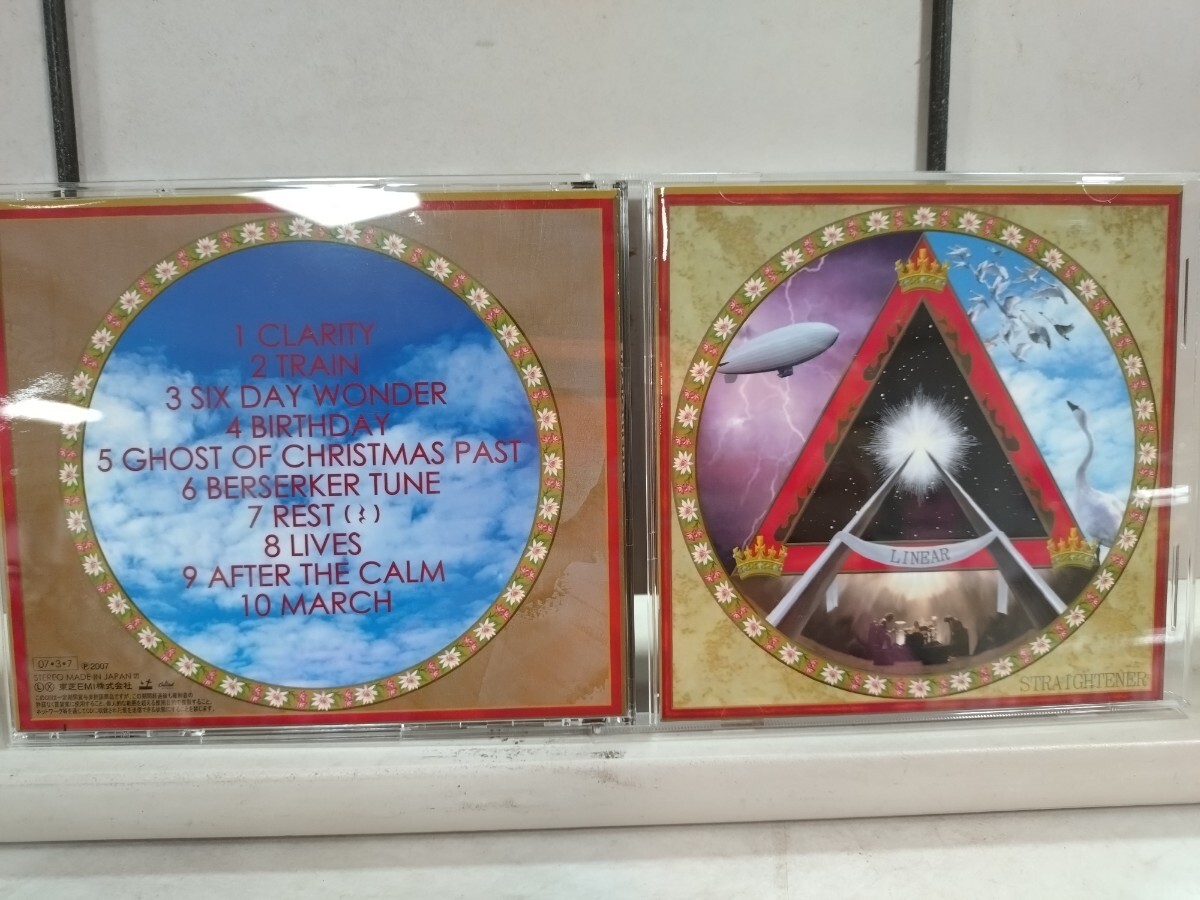 1 CLARITY
2 TRAIN
3 SIX DAY WONDER
4 BIRTHDAY
5 GHOST OF CHRISTMAS PAST
6 BERSERKER TUNE
7 REST (𝄽)
8 LIVES
9 AFTER THE CALM
10 MARCH
07・3・7 ℗2007
STEREO MADE IN JAPAN
東芝EMI株式会社
LINEAR
STRAIGHTENER